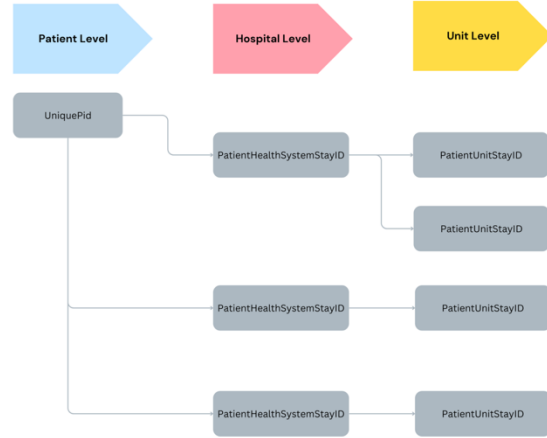 Patient Level
Hospital Level
Unit Level
UniquePid
PatientHealthSystemStayID
PatientUnitStayID
PatientUnitStayID
PatientHealthSystemStayID
PatientUnitStayID
PatientHealthSystemStayID
PatientUnitStayID